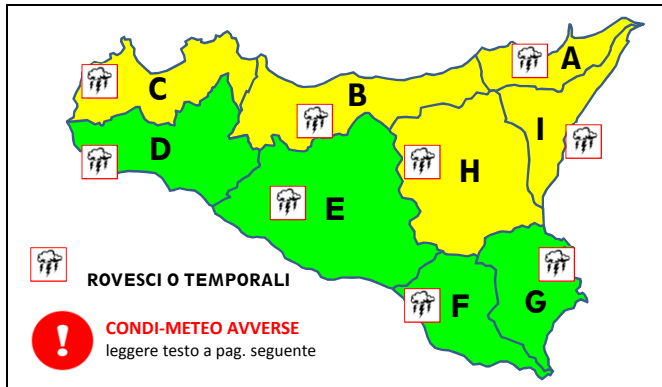 A
C
B
I
D
H
E
F
G
ROVESCI O TEMPORALI
!
CONDI-METEO AVVERSE
leggere testo a pag. seguente